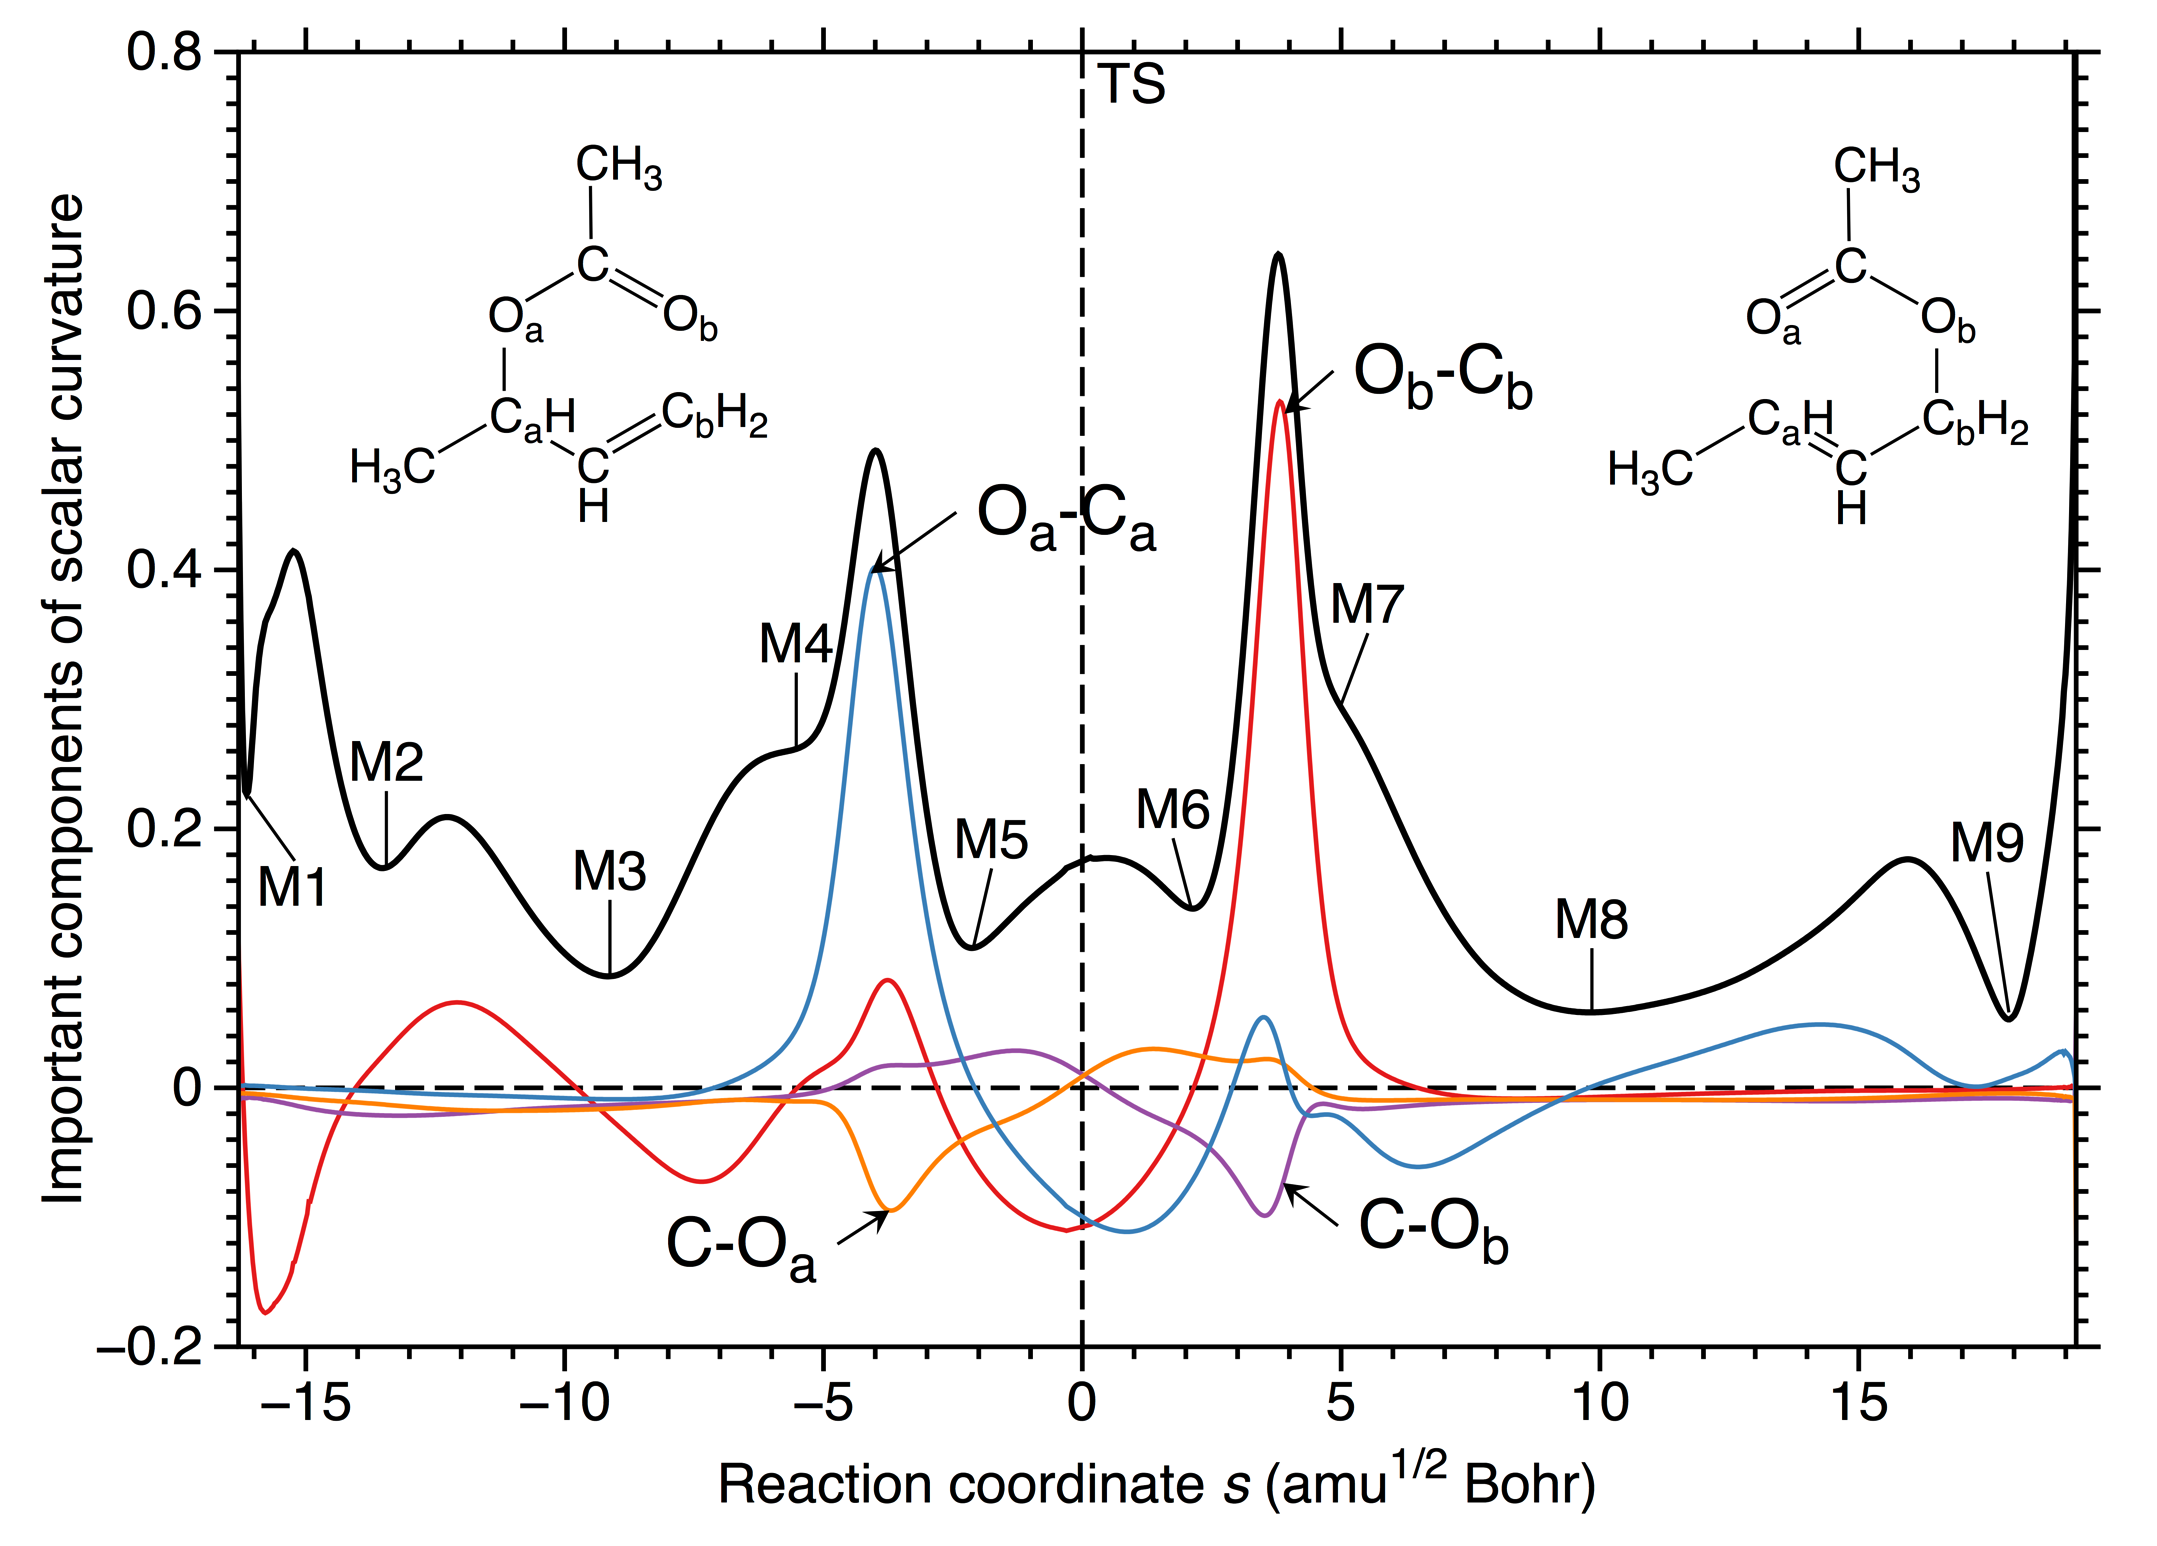 Important components of scalar curvature
0.8
0.6
0.4
0.2
0
−0.2
TS
CH3
C
Oa
Ob
CaH
CbH2
H3C
C
H
CH3
C
Oa
Ob
CaH
CbH2
H3C
C
H
Ob-Cb
Oa-Ca
M1
M2
M3
M4
M5
M6
M7
M8
M9
C-Oa
C-Ob
−15
−10
−5
0
5
10
15
Reaction coordinate s (amu1/2 Bohr)